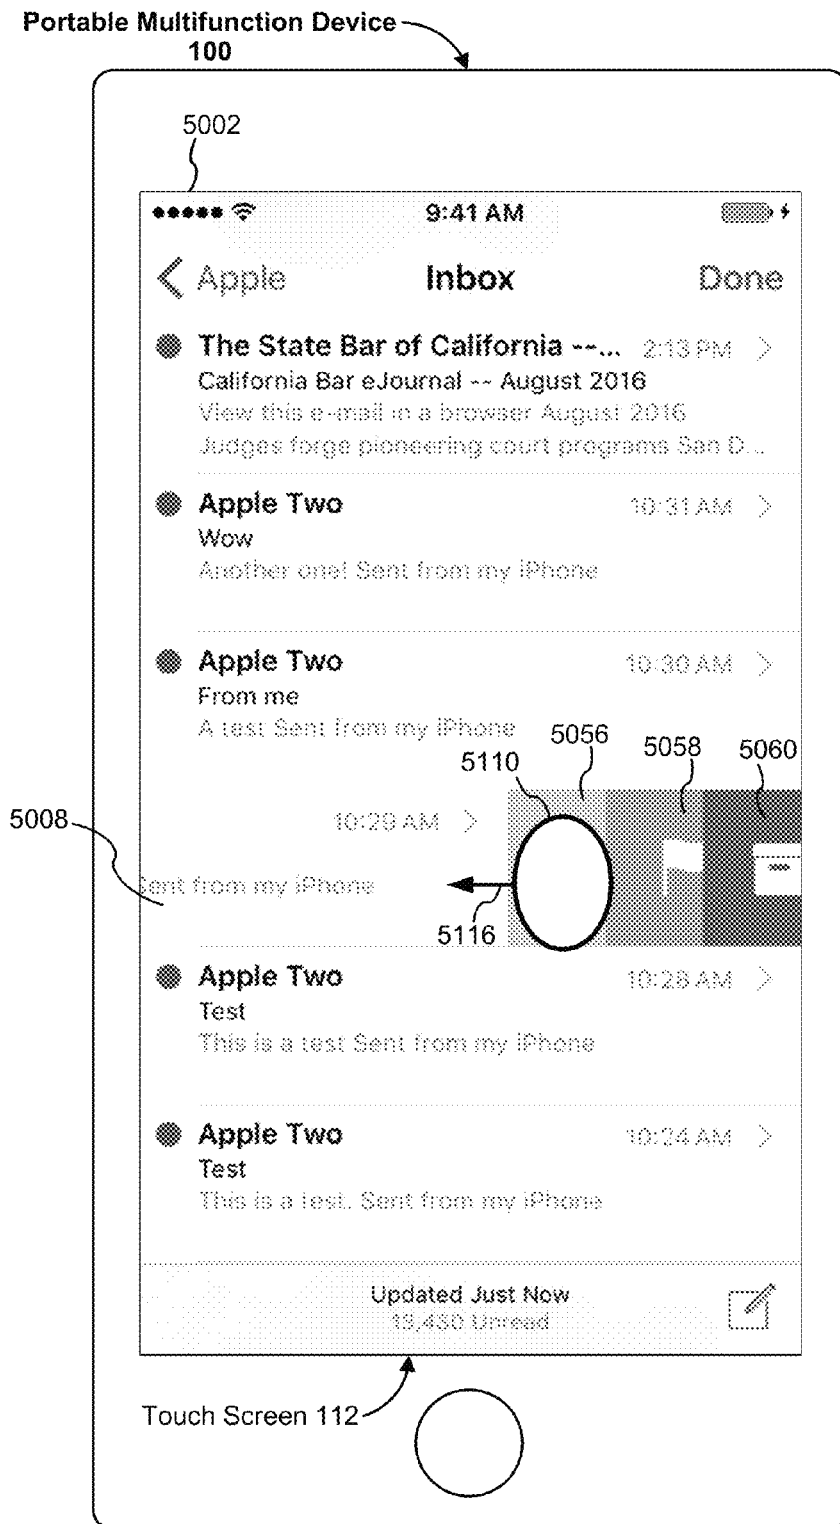 Portable Multifunction Device
100
5002
9:41 AM
Apple
Inbox
Done
The State Bar of California --... 2:13 PM
California Bar eJournal -- August 2016
View this e-mail in a browser August 2016
Judges forge pioneering court programs San D...
Apple Two 10:31 AM
Wow
Another one! Sent from my iPhone
Apple Two 10:30 AM
From me
A test Sent from my iPhone
5056
5058
5060
5110
5008
10:29 AM
Sent from my iPhone
5116
Apple Two 10:28 AM
Test
This is a test Sent from my iPhone
Apple Two 10:24 AM
Test
This is a test. Sent from my iPhone
Updated Just Now
13,430 Unread
Touch Screen 112